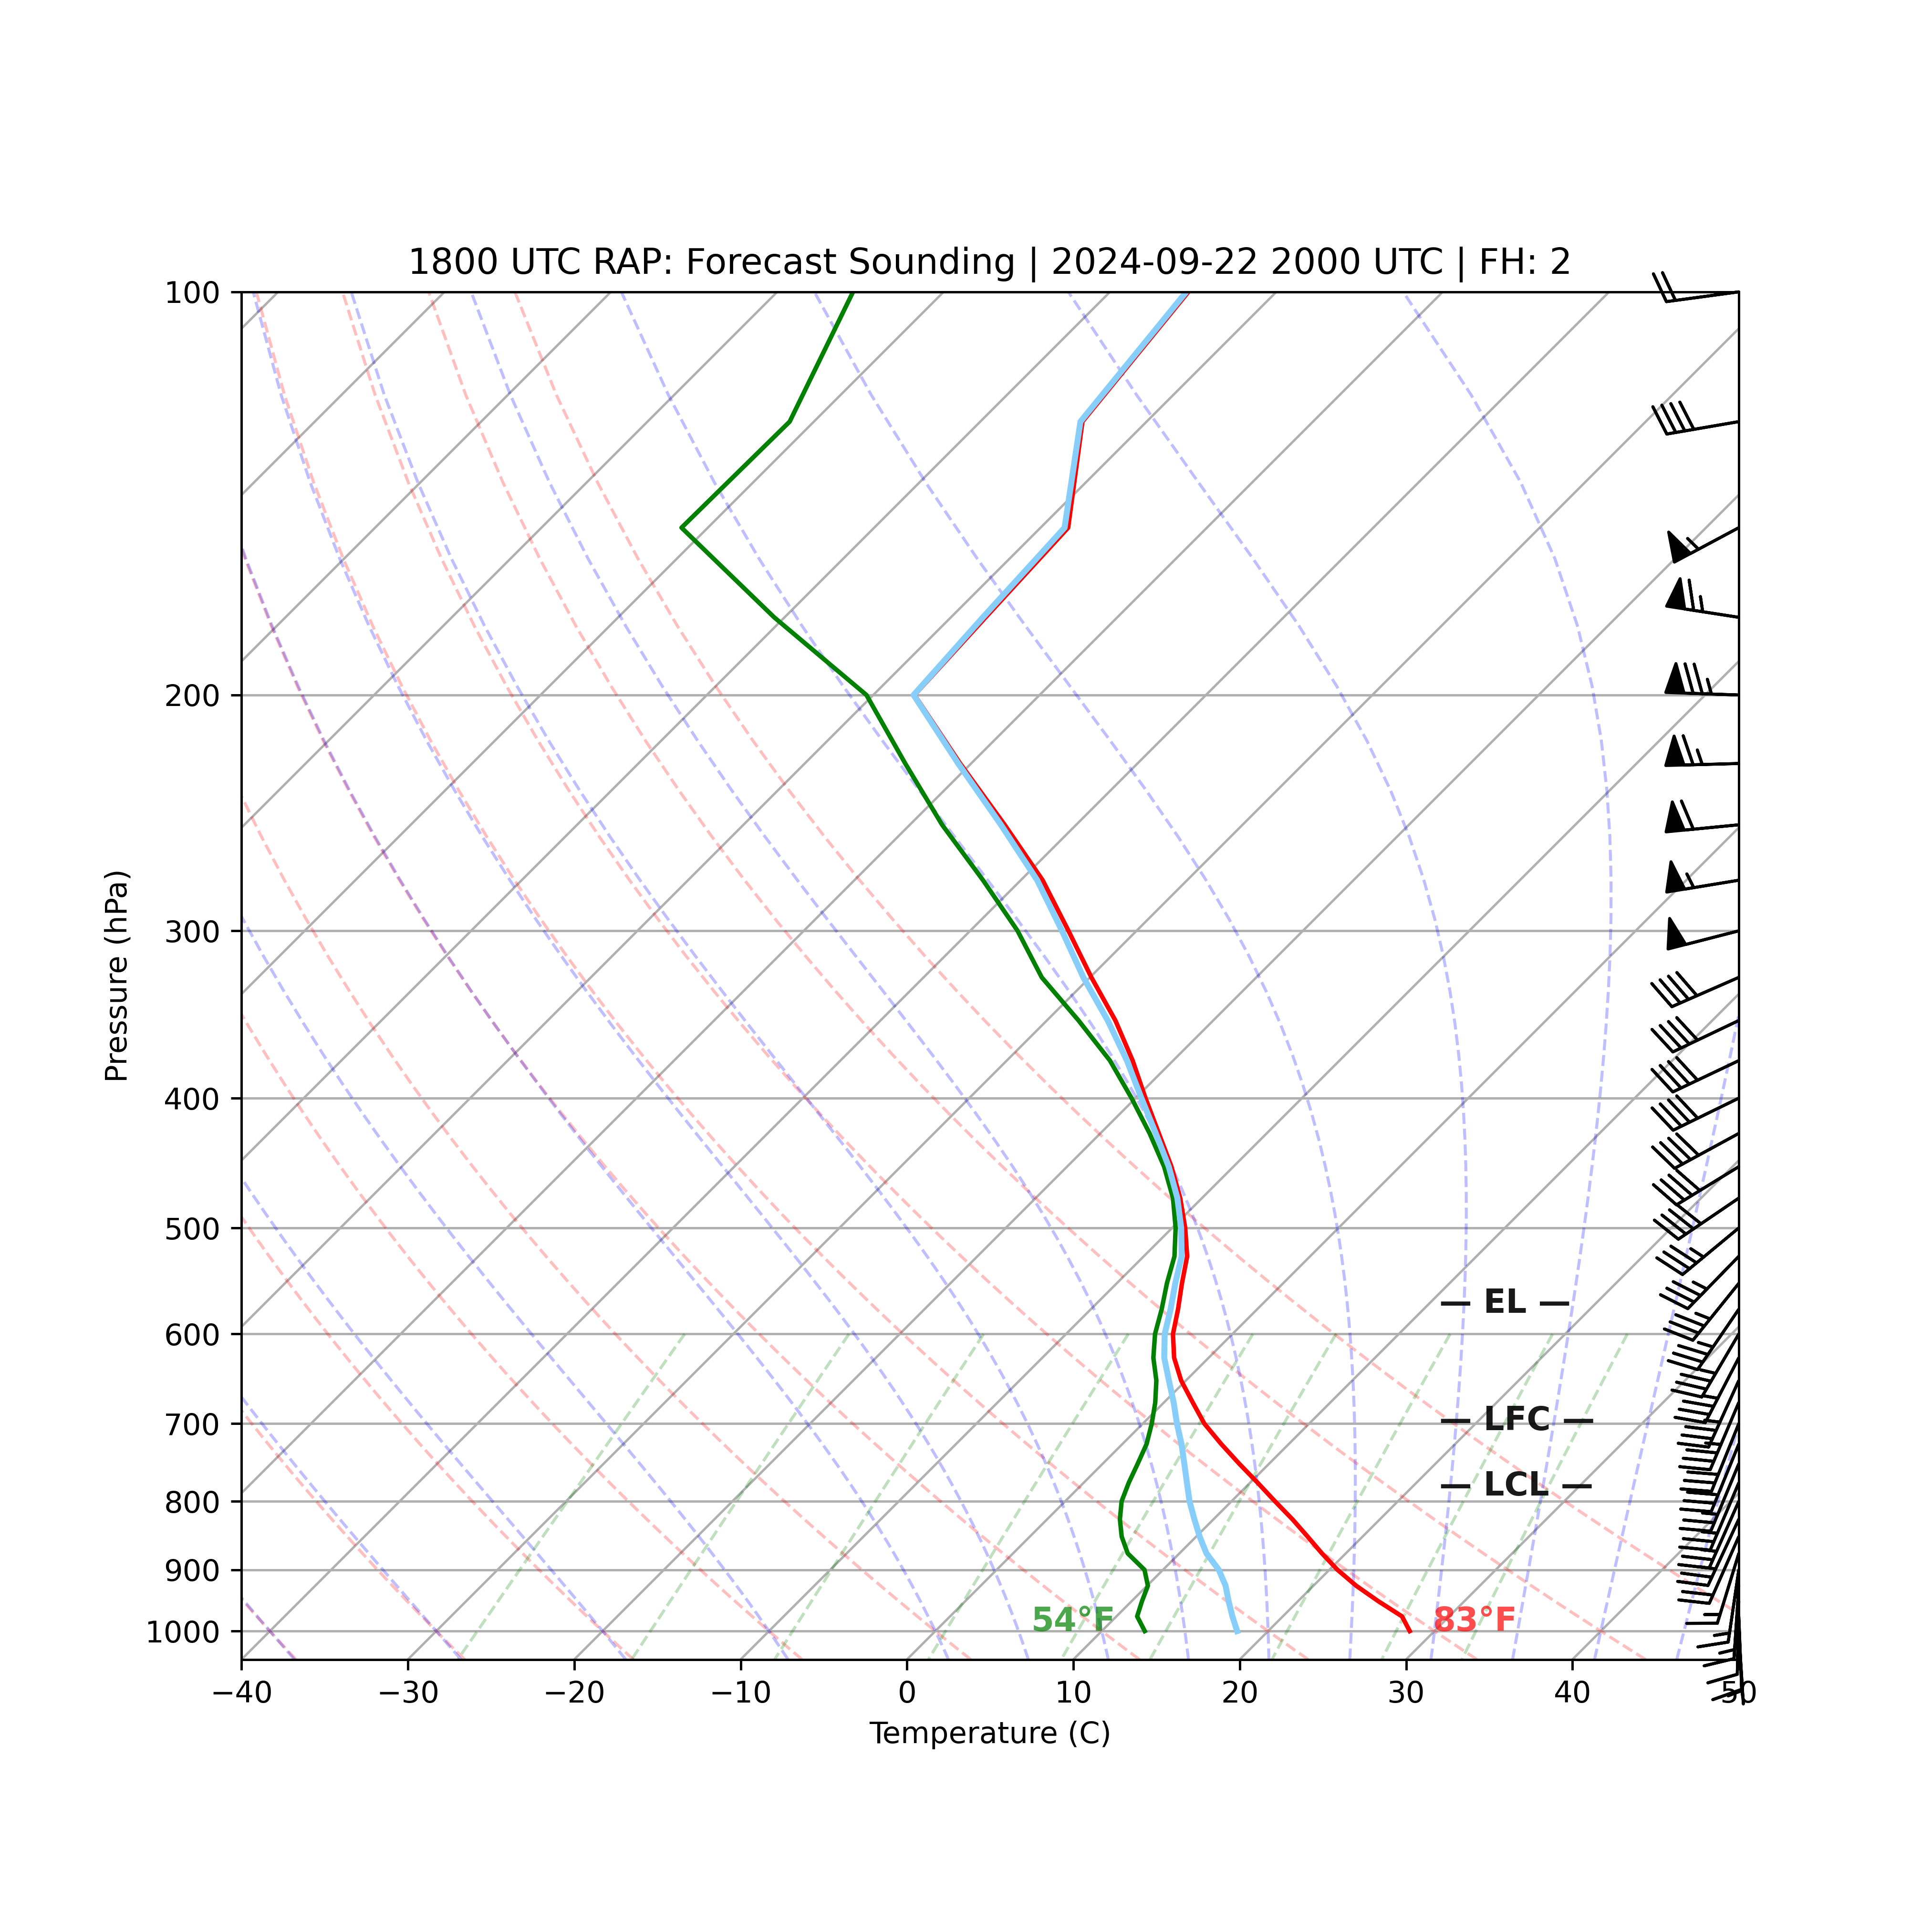 1800 UTC RAP: Forecast Sounding | 2024-09-22 2000 UTC | FH: 2
100
200
300
400
500
600
700
800
900
1000
Pressure (hPa)
— EL —
— LFC —
— LCL —
54°F
83°F
−40 −30 −20 −10 0 10 20 30 40 50
Temperature (C)